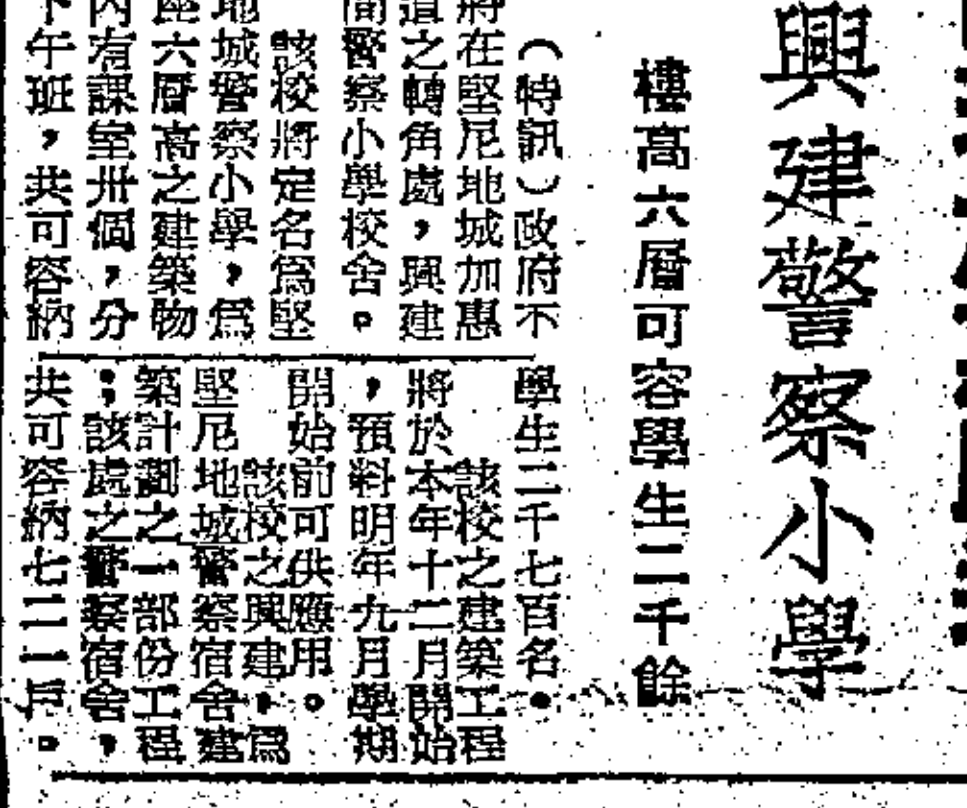 興建警察小學
樓高六層可容學生二千餘
（特訊）政府不
將在堅尼地城加惠
道之轉角處，興建
間警察小學校舍。
該校將定名爲堅
地城警察小學，爲
座六層高之建築物
內有課室卅個，分
下午班，共可容納
學生二千七百名。
該校之建築工程
將於本年十二月開始
，預料明年九月學期
開始前可供應用。
該校之興建，爲
堅尼地城警察宿舍建
築計劃之一部份工程
；該處之警察宿舍，
共可容納七二一戶。